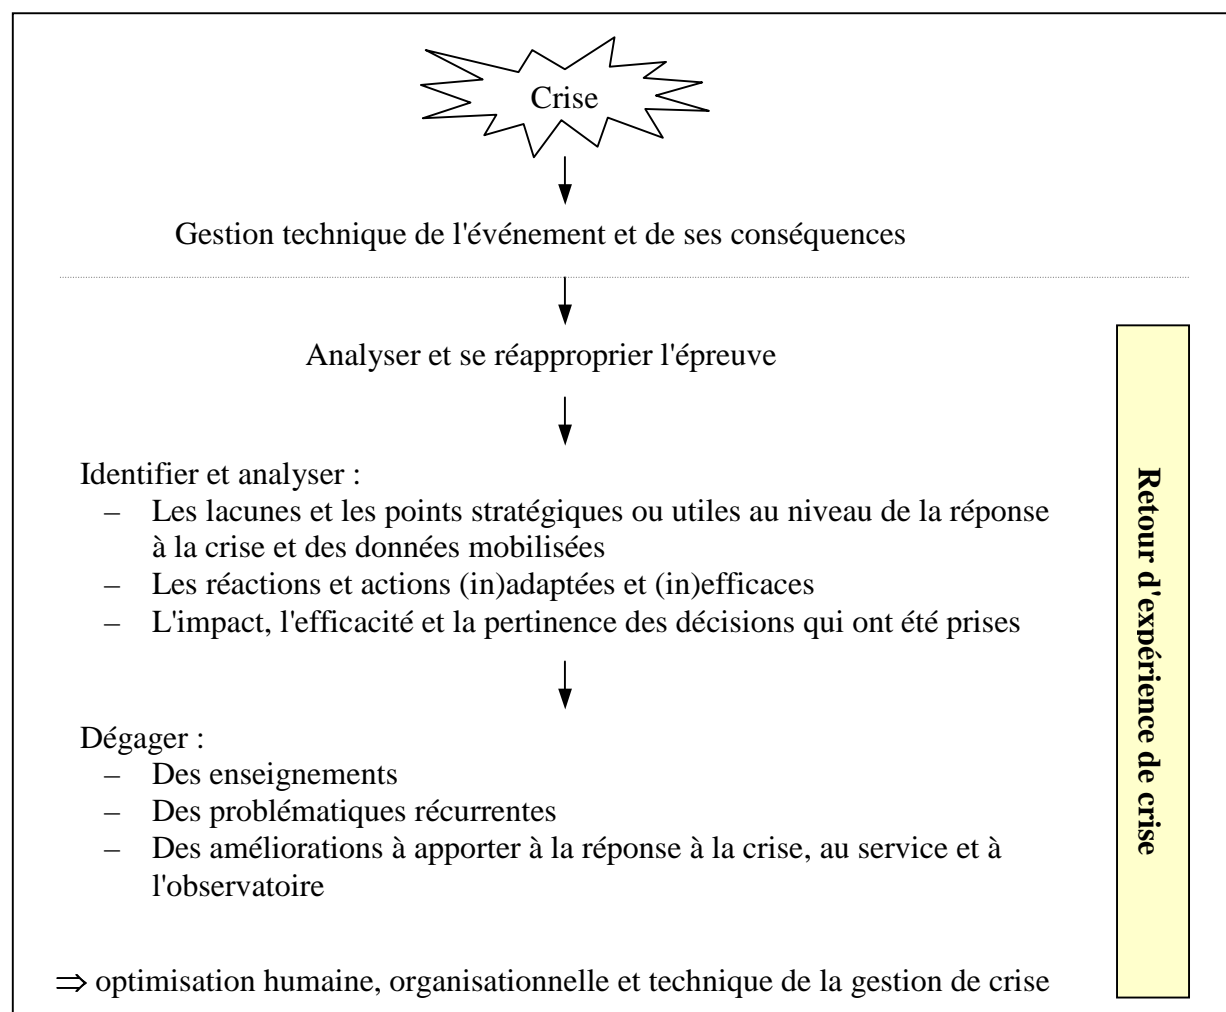 Crise
Gestion technique de l'événement et de ses conséquences
Analyser et se réapproprier l'épreuve
Identifier et analyser :
– Les lacunes et les points stratégiques ou utiles au niveau de la réponse
à la crise et des données mobilisées
– Les réactions et actions (in)adaptées et (in)efficaces
– L'impact, l'efficacité et la pertinence des décisions qui ont été prises
Dégager :
– Des enseignements
– Des problématiques récurrentes
– Des améliorations à apporter à la réponse à la crise, au service et à
l'observatoire
⇒ optimisation humaine, organisationnelle et technique de la gestion de crise
Retour d'expérience de crise